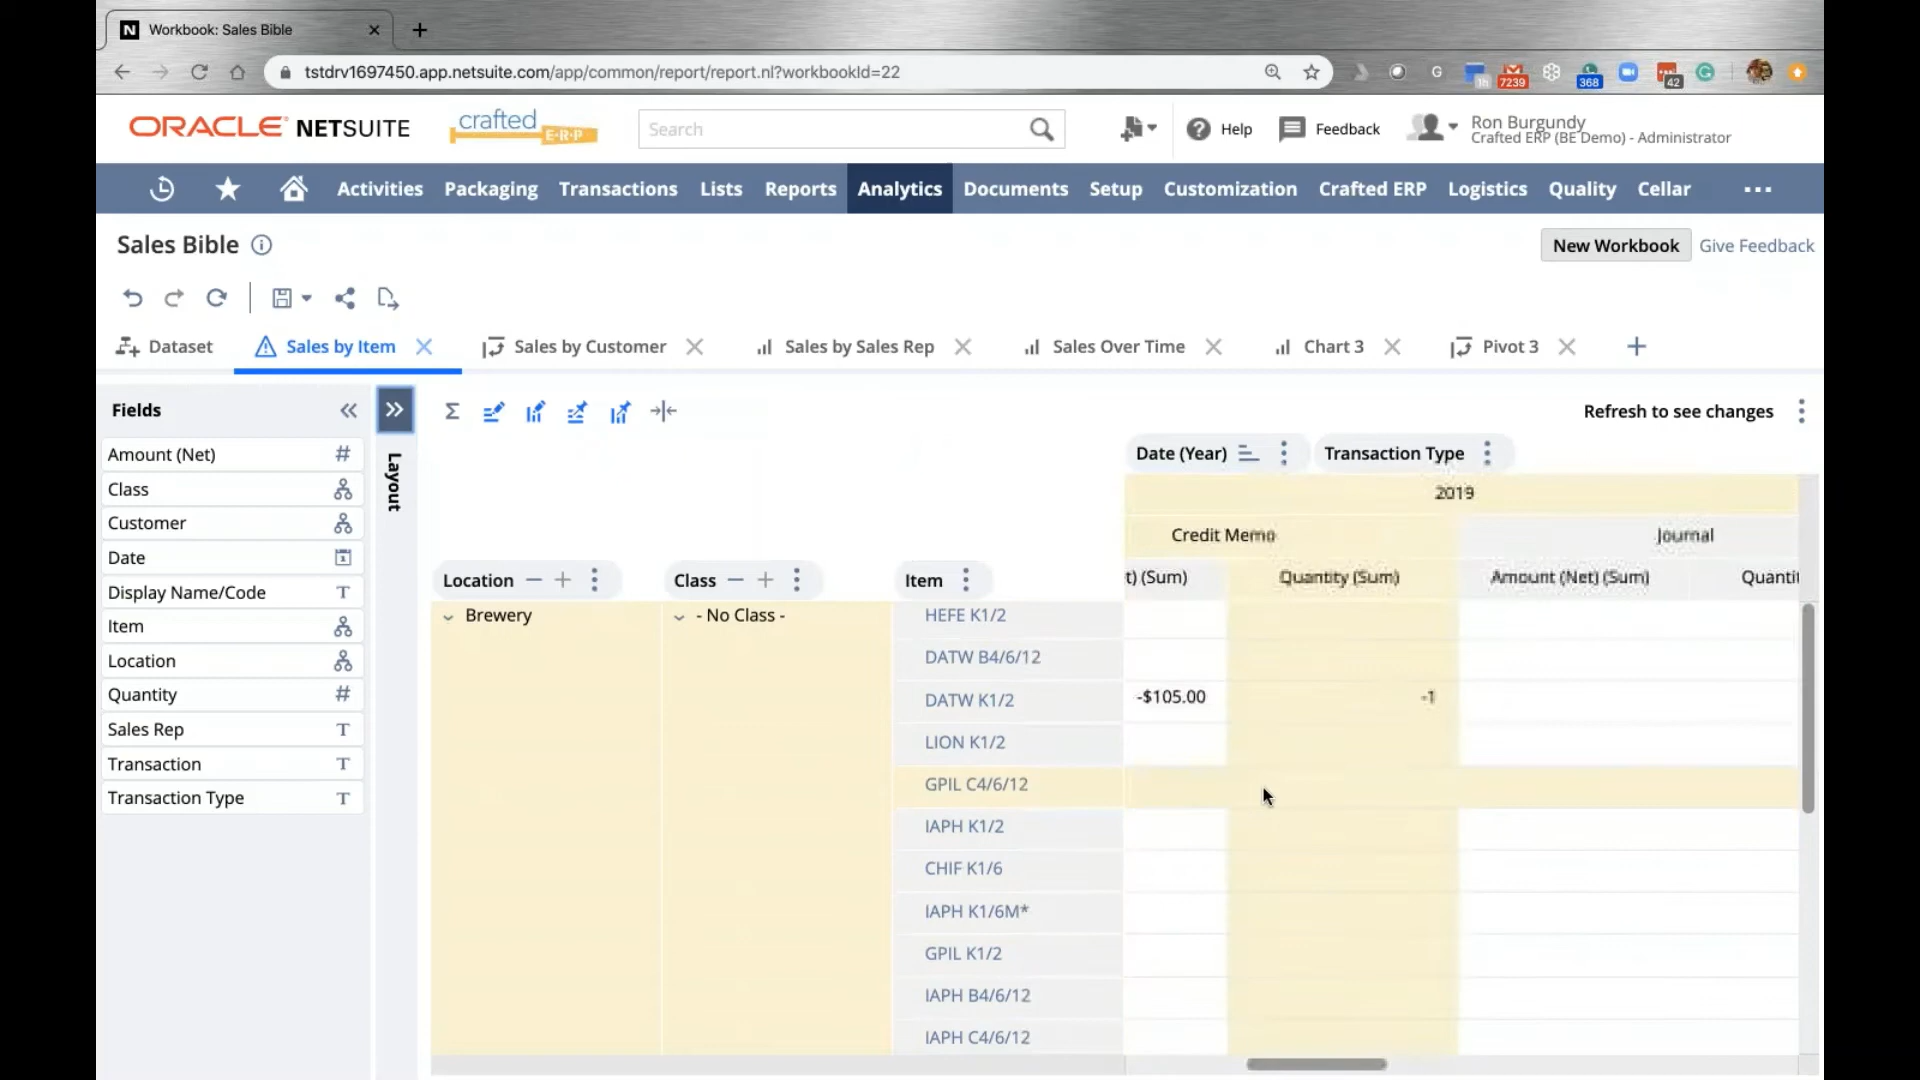 Workbook: Sales Bible
tstdrv1697450.app.netsuite.com/app/common/report/report.nl?workbookId=22
G
1h
7239
368
42
ORACLE NETSUITE
crafted
E·R·P
Search
Help
Feedback
Ron Burgundy
Crafted ERP (BE Demo) - Administrator
Activities
Packaging
Transactions
Lists
Reports
Analytics
Documents
Setup
Customization
Crafted ERP
Logistics
Quality
Cellar
Sales Bible
New Workbook
Give Feedback
Dataset
Sales by Item
Sales by Customer
Sales by Sales Rep
Sales Over Time
Chart 3
Pivot 3
Fields
Amount (Net)
Class
Customer
Date
Display Name/Code
T
Item
Location
Quantity
Sales Rep
T
Transaction
T
Transaction Type
T
Layout
Σ
Refresh to see changes
Date (Year)
Transaction Type
2019
Credit Memo
Journal
Location
Class
Item
t) (Sum)
Quantity (Sum)
Amount (Net) (Sum)
Quantit
Brewery
- No Class -
HEFE K1/2
DATW B4/6/12
DATW K1/2
-$105.00
-1
LION K1/2
GPIL C4/6/12
IAPH K1/2
CHIF K1/6
IAPH K1/6M*
GPIL K1/2
IAPH B4/6/12
IAPH C4/6/12